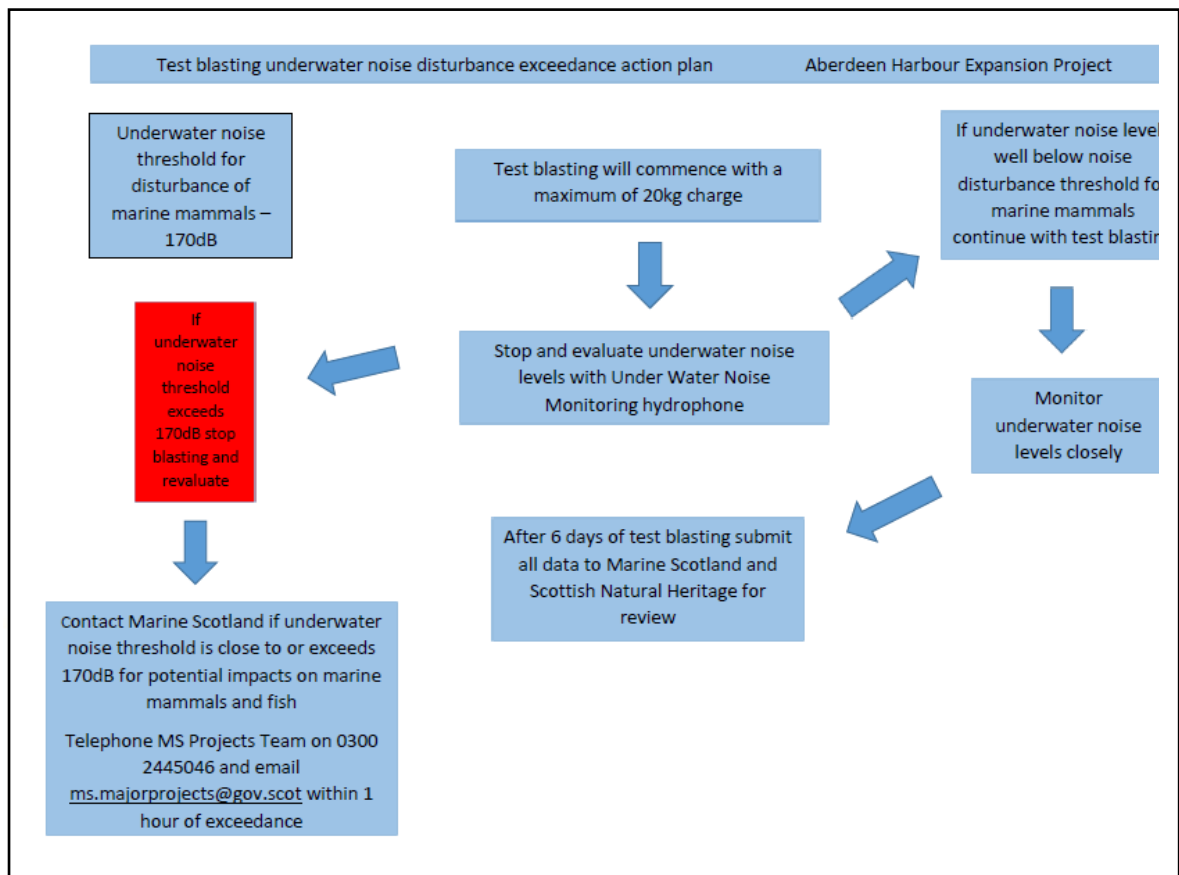 Test blasting underwater noise disturbance exceedance action plan Aberdeen Harbour Expansion Project
Underwater noise
threshold for
disturbance of
marine mammals –
170dB
Test blasting will commence with a
maximum of 20kg charge
If underwater noise level
well below noise
disturbance threshold fo
marine mammals
continue with test blastin
If
underwater
noise
threshold
exceeds
170dB stop
blasting and
revaluate
Stop and evaluate underwater noise
levels with Under Water Noise
Monitoring hydrophone
Monitor
underwater noise
levels closely
After 6 days of test blasting submit
all data to Marine Scotland and
Scottish Natural Heritage for
review
Contact Marine Scotland if underwater
noise threshold is close to or exceeds
170dB for potential impacts on marine
mammals and fish
Telephone MS Projects Team on 0300
2445046 and email
ms.majorprojects@gov.scot within 1
hour of exceedance